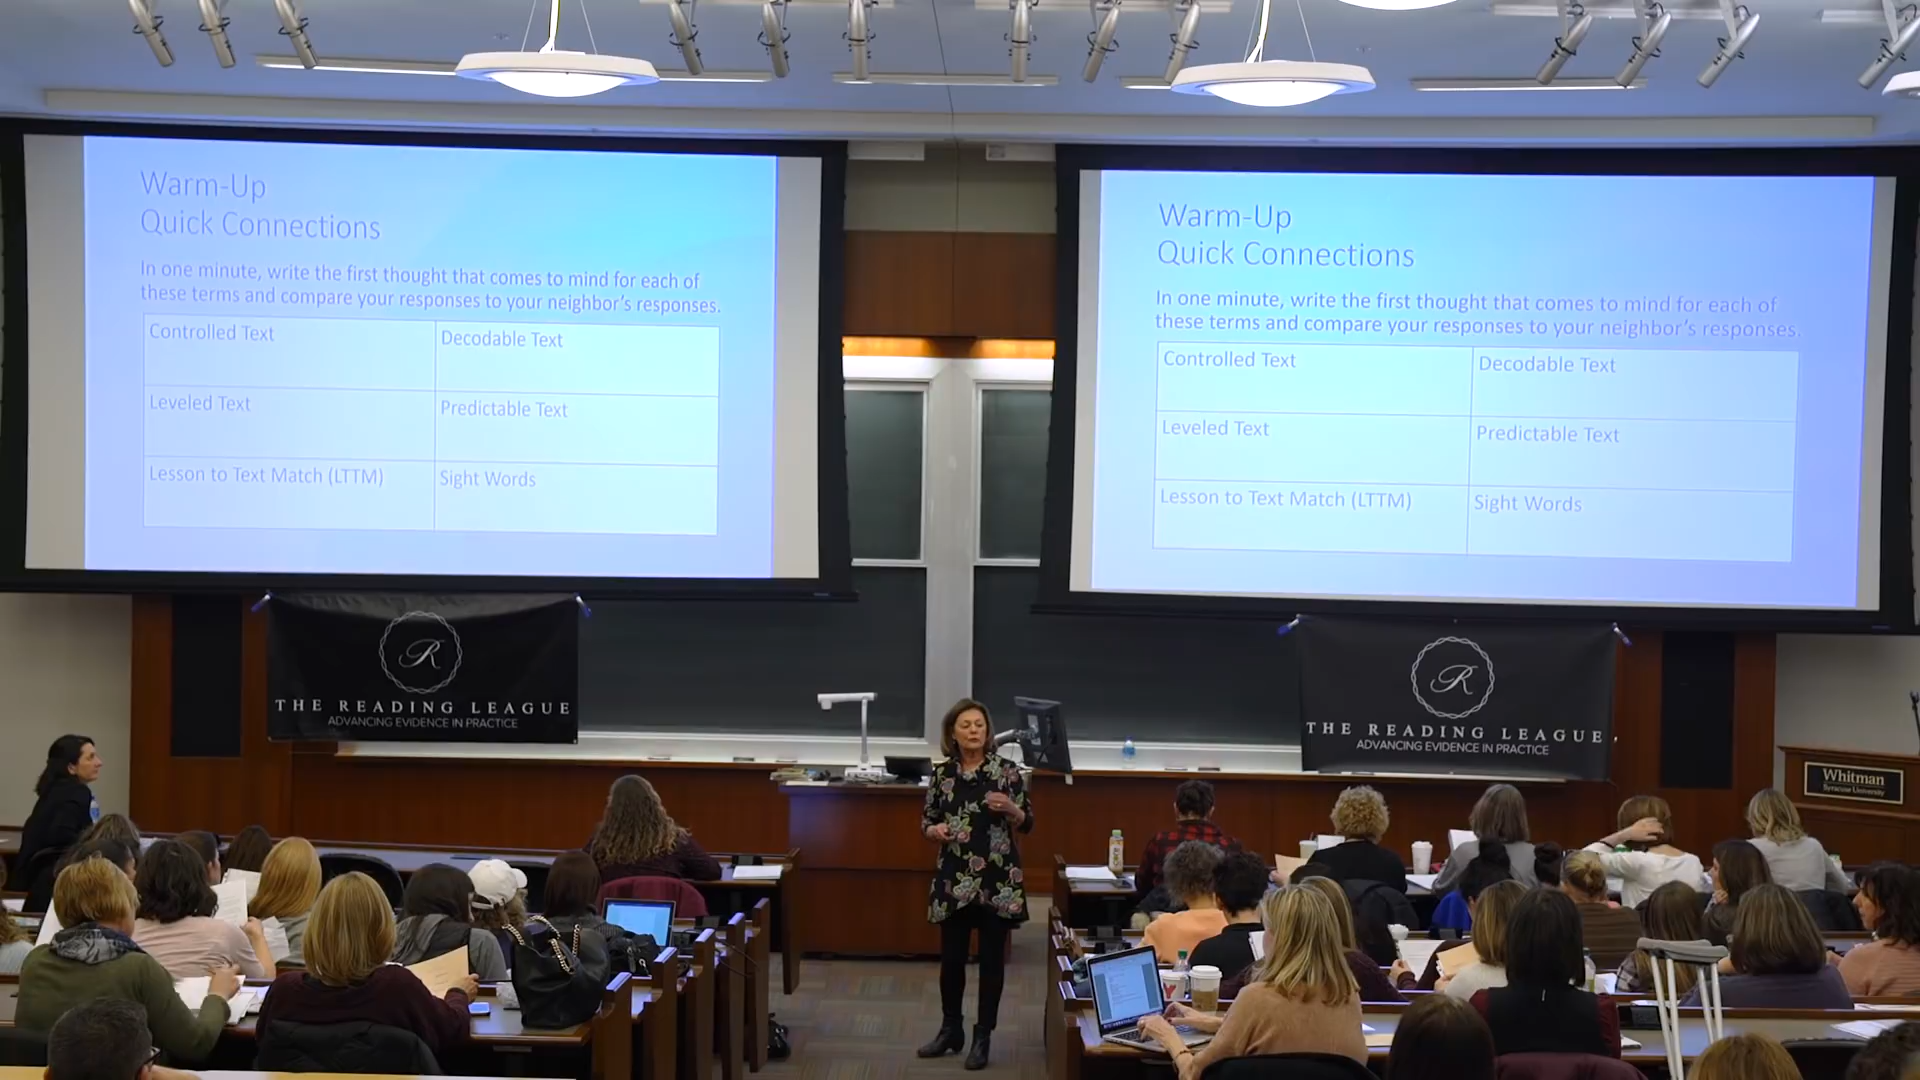 Warm-Up
Quick Connections
In one minute, write the first thought that comes to mind for each of
these terms and compare your responses to your neighbor's responses.
Controlled Text
Decodable Text
Leveled Text
Predictable Text
Lesson to Text Match (LTTM)
Sight Words
Warm-Up
Quick Connections
In one minute, write the first thought that comes to mind for each of
these terms and compare your responses to your neighbor's responses.
Controlled Text
Decodable Text
Leveled Text
Predictable Text
Lesson to Text Match (LTTM)
Sight Words
R
THE READING LEAGUE
ADVANCING EVIDENCE IN PRACTICE
R
THE READING LEAGUE
ADVANCING EVIDENCE IN PRACTICE
Whitman
Syracuse University